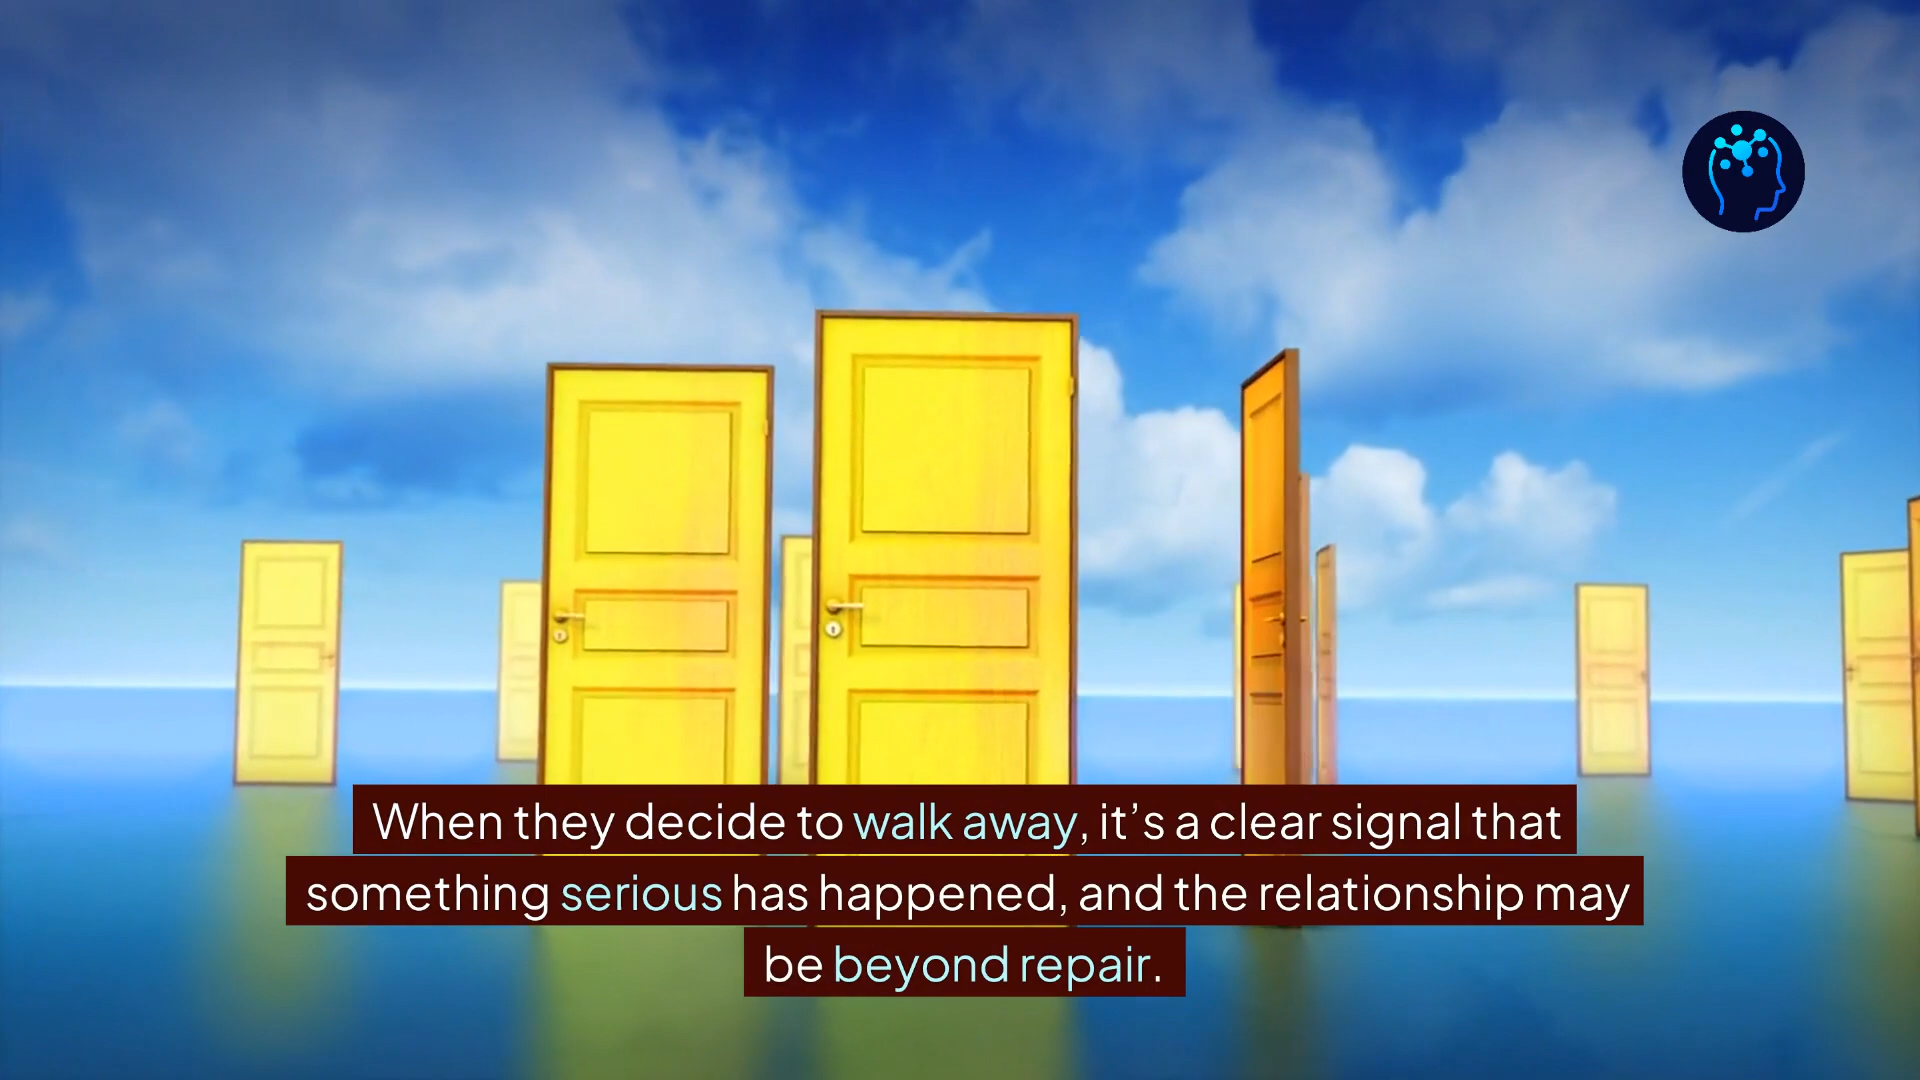 When they decide to walk away, it’s a clear signal that
something serious has happened, and the relationship may
be beyond repair.